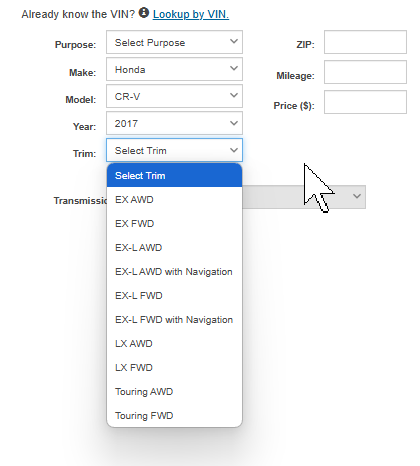 Already know the VIN? Lookup by VIN.
Purpose: Select Purpose ZIP:
Make: Honda Mileage:
Model: CR-V Price ($):
Year: 2017
Trim: Select Trim
Select Trim
EX AWD
Transmissio
EX FWD
EX-L AWD
EX-L AWD with Navigation
EX-L FWD
EX-L FWD with Navigation
LX AWD
LX FWD
Touring AWD
Touring FWD